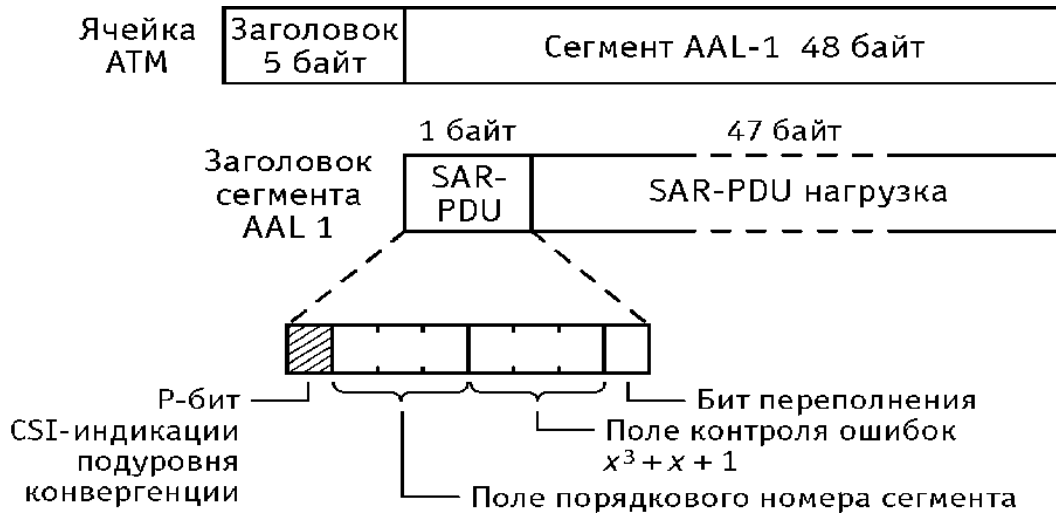 Ячейка
АТМ
Заголовок
5 байт
Сегмент AAL-1 48 байт
1 байт
47 байт
Заголовок
сегмента
AAL 1
SAR-
PDU
SAR-PDU нагрузка
Р-бит
CSI-индикации
подуровня
конвергенции
Бит переполнения
Поле контроля ошибок
x³ + x + 1
Поле порядкового номера сегмента